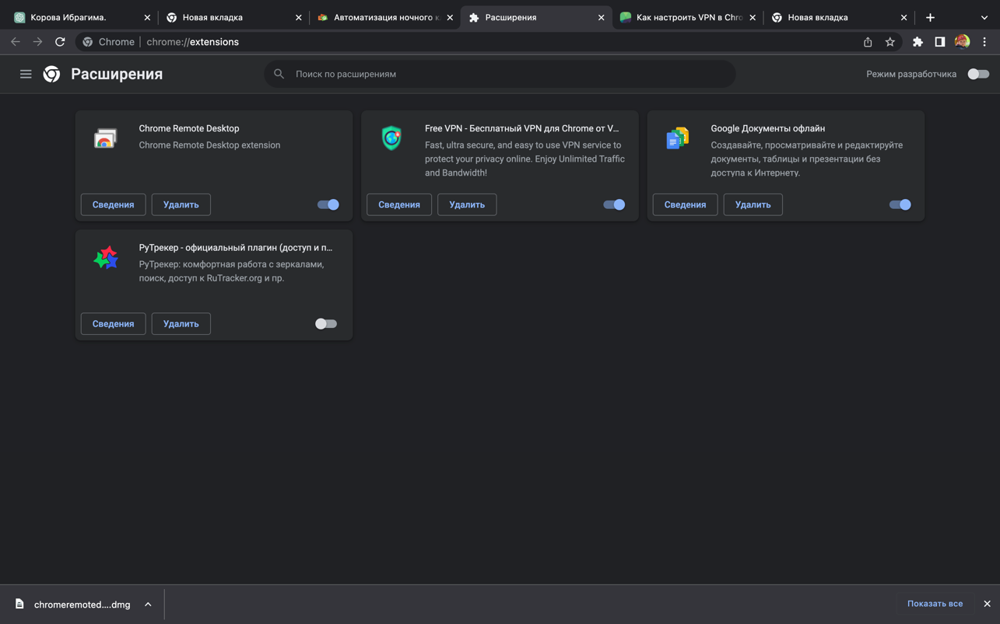 Корова Ибрагима.
Новая вкладка
Автоматизация ночного к
Расширения
Как настроить VPN в Chro
Новая вкладка
Chrome | chrome://extensions
Расширения
Поиск по расширениям
Режим разработчика
Chrome Remote Desktop
Chrome Remote Desktop extension
Сведения
Удалить
Free VPN - Бесплатный VPN для Chrome от V...
Fast, ultra secure, and easy to use VPN service to
protect your privacy online. Enjoy Unlimited Traffic
and Bandwidth!
Сведения
Удалить
Google Документы офлайн
Создавайте, просматривайте и редактируйте
документы, таблицы и презентации без
доступа к Интернету.
Сведения
Удалить
РуТрекер - официальный плагин (доступ и п...
РуТрекер: комфортная работа с зеркалами,
поиск, доступ к RuTracker.org и пр.
Сведения
Удалить
chromeremoted....dmg
Показать все